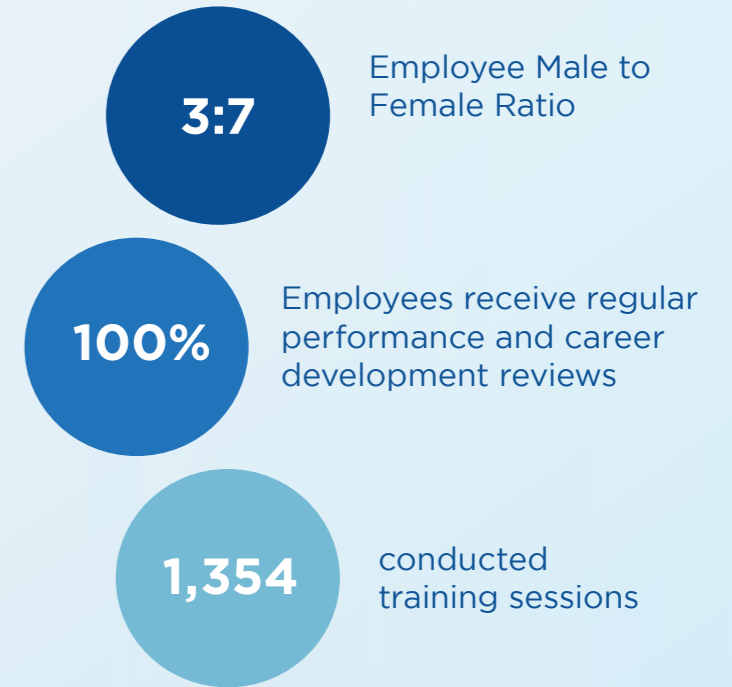 3:7
Employee Male to
Female Ratio
100%
Employees receive regular
performance and career
development reviews
1,354
conducted
training sessions